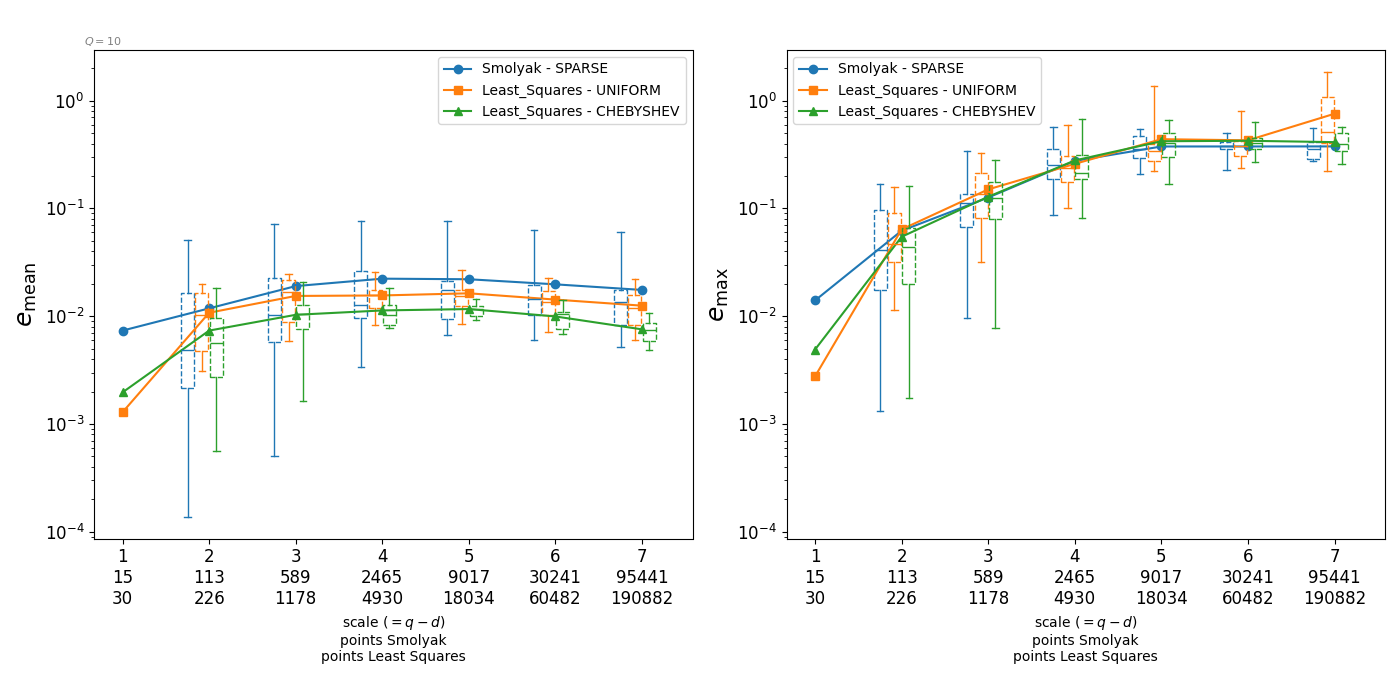 Q = 10
Smolyak - SPARSE
Least_Squares - UNIFORM
Least_Squares - CHEBYSHEV
10⁰
10⁻¹
10⁻²
10⁻³
10⁻⁴
e_mean
1 2 3 4 5 6 7
15 113 589 2465 9017 30241 95441
30 226 1178 4930 18034 60482 190882
scale (= q − d)
points Smolyak
points Least Squares
Smolyak - SPARSE
Least_Squares - UNIFORM
Least_Squares - CHEBYSHEV
10⁰
10⁻¹
10⁻²
10⁻³
10⁻⁴
e_max
1 2 3 4 5 6 7
15 113 589 2465 9017 30241 95441
30 226 1178 4930 18034 60482 190882
scale (= q − d)
points Smolyak
points Least Squares